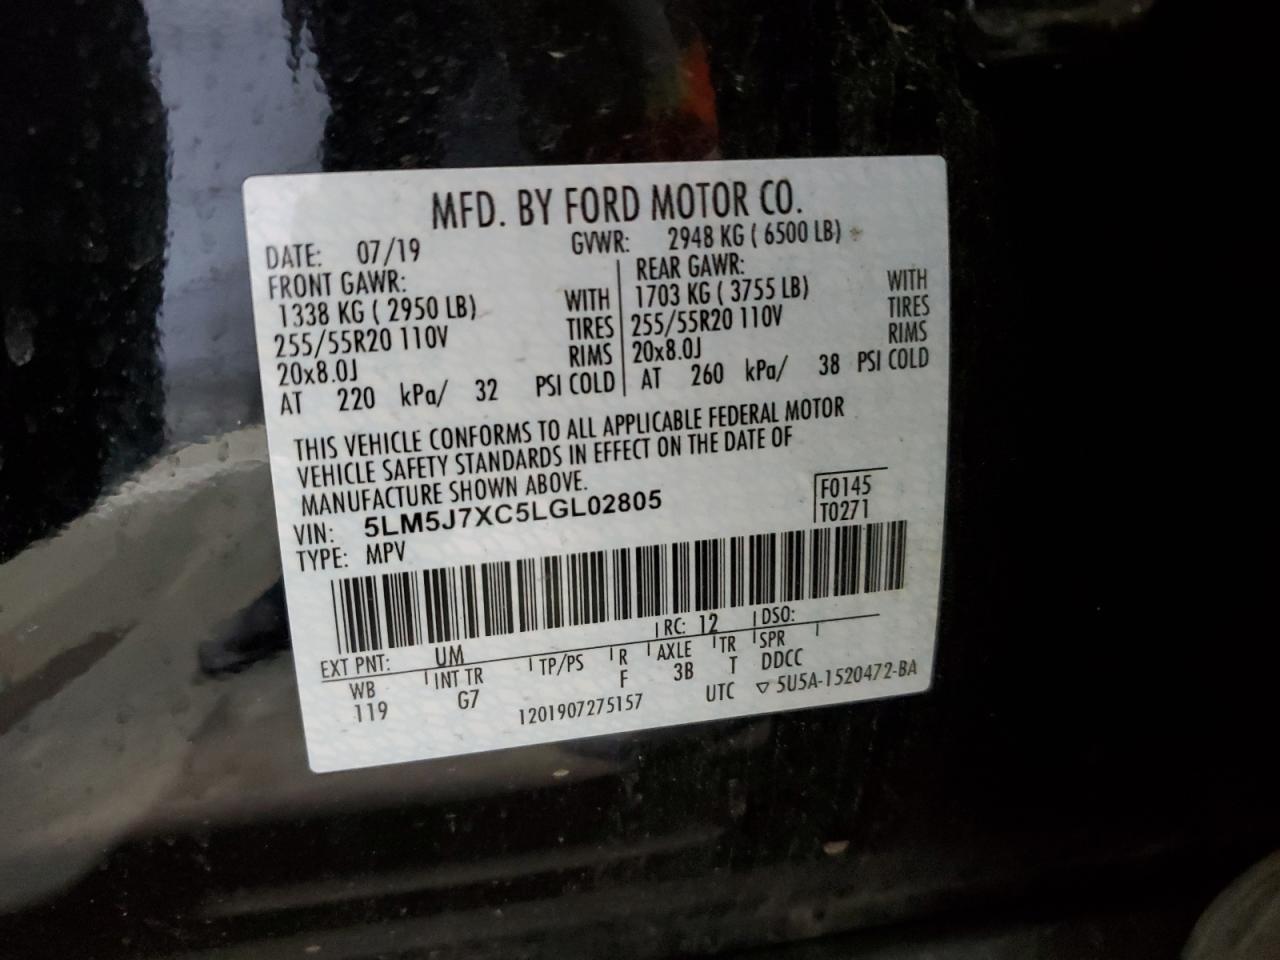 MFD. BY FORD MOTOR CO.
DATE: 07/19 GVWR: 2948 KG ( 6500 LB)
FRONT GAWR:
1338 KG ( 2950 LB) WITH
255/55R20 110V TIRES
20x8.0J RIMS
AT 220 kPa/ 32 PSI COLD
REAR GAWR:
1703 KG ( 3755 LB) WITH
255/55R20 110V TIRES
20x8.0J RIMS
AT 260 kPa/ 38 PSI COLD
THIS VEHICLE CONFORMS TO ALL APPLICABLE FEDERAL MOTOR
VEHICLE SAFETY STANDARDS IN EFFECT ON THE DATE OF
MANUFACTURE SHOWN ABOVE.
VIN: 5LM5J7XC5LGL02805
TYPE: MPV
F0145
T0271
EXT PNT: UM RC: 12 DSO:
WB INT TR TP/PS R AXLE TR SPR
119 G7 F 3B T DDCC
1201907275157 UTC ▽ 5U5A-1520472-BA